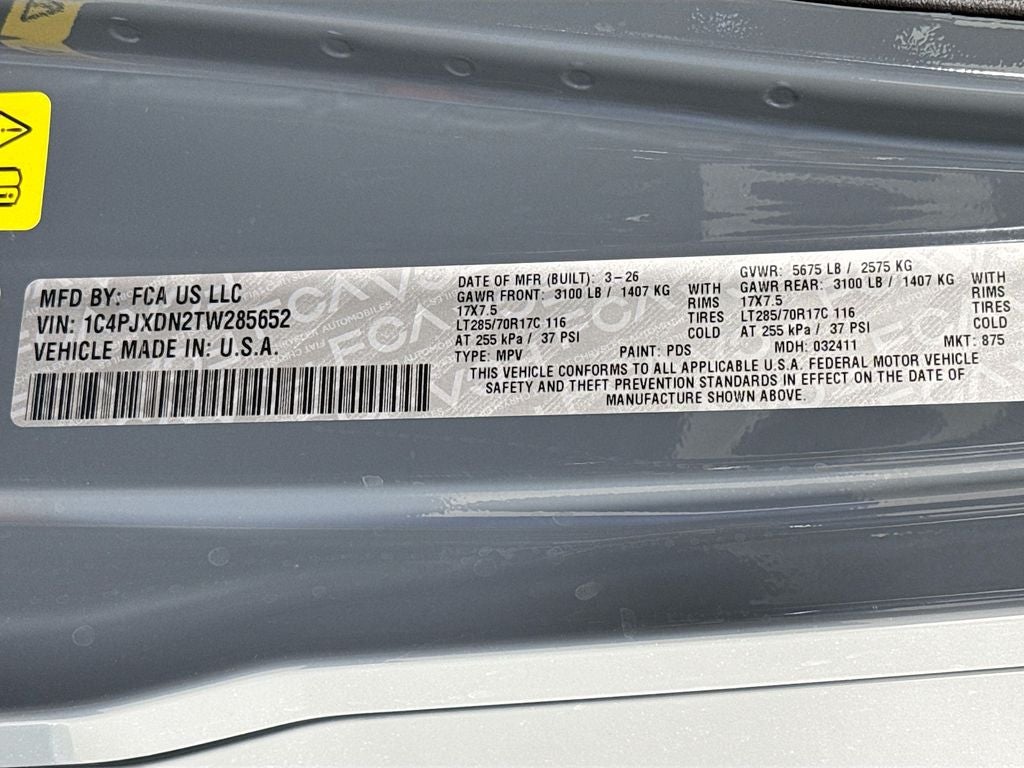 MFD BY: FCA US LLC
VIN: 1C4PJXDN2TW285652
VEHICLE MADE IN: U.S.A.
DATE OF MFR (BUILT): 3-26
GAWR FRONT: 3100 LB / 1407 KG WITH
17X7.5 RIMS
LT285/70R17C 116 TIRES
AT 255 kPa / 37 PSI COLD
GVWR: 5675 LB / 2575 KG
GAWR REAR: 3100 LB / 1407 KG WITH
17X7.5 RIMS
LT285/70R17C 116 TIRES
AT 255 kPa / 37 PSI COLD
TYPE: MPV PAINT: PDS MDH: 032411 MKT: 875
THIS VEHICLE CONFORMS TO ALL APPLICABLE U.S.A. FEDERAL MOTOR VEHICLE
SAFETY AND THEFT PREVENTION STANDARDS IN EFFECT ON THE DATE OF
MANUFACTURE SHOWN ABOVE.